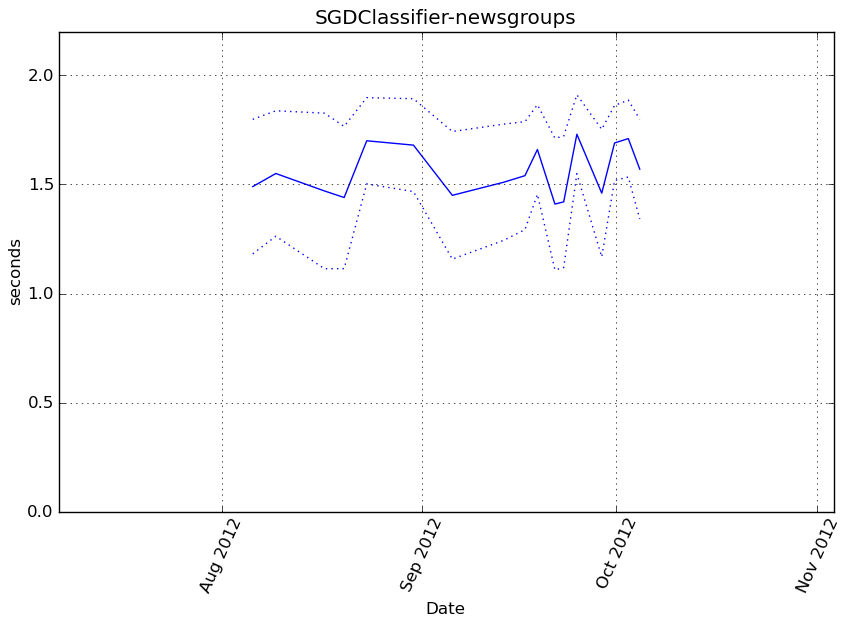 SGDClassifier-newsgroups
2.0
1.5
1.0
0.5
0.0
seconds
Aug 2012
Sep 2012
Oct 2012
Nov 2012
Date